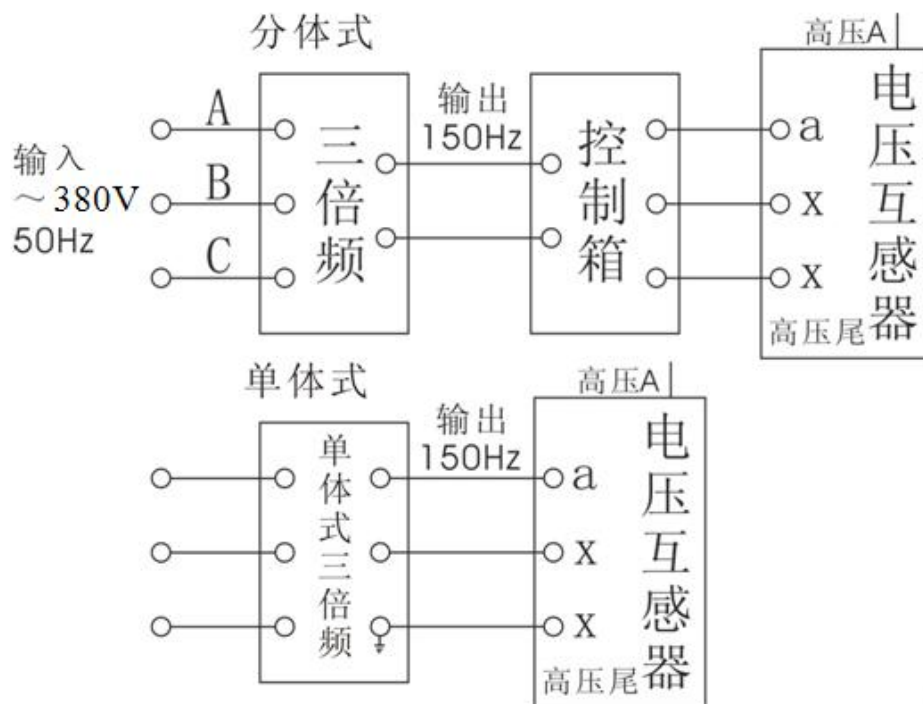 分体式
高压A
输入
～380V
50Hz
A
B
C
三倍频
输出
150Hz
控制箱
a
x
x
高压尾
电压互感器
单体式
高压A
单体式三倍频
输出
150Hz
a
x
x
高压尾
电压互感器